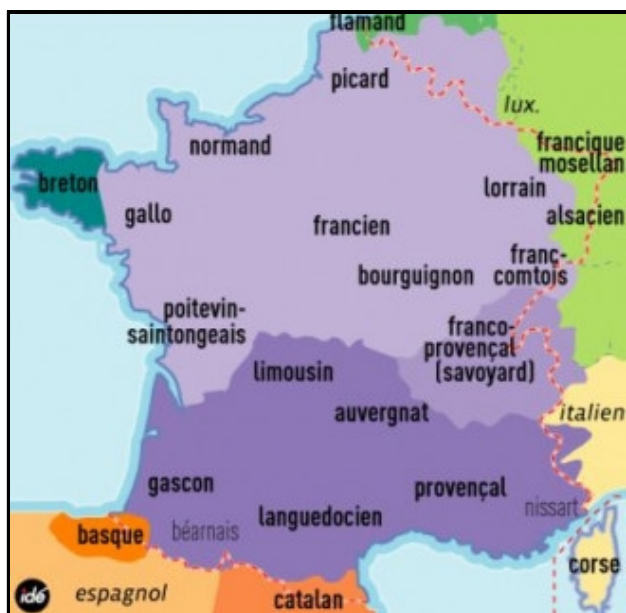 flamand
picard
lux.
normand
francique
mosellan
breton
lorrain
gallo
alsacien
francien
franc-
comtois
bourguignon
poitevin-
saintongeais
franco-
provençal
(savoyard)
limousin
auvergnat
italien
gascon
provençal
nissart
languedocien
basque
béarnais
corse
idé
espagnol
catalan